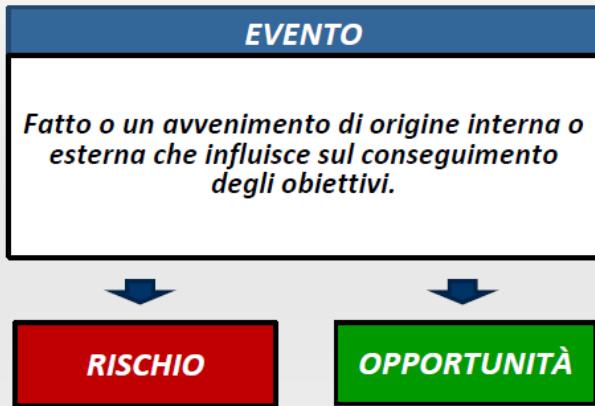 EVENTO
Fatto o un avvenimento di origine interna o
esterna che influisce sul conseguimento
degli obiettivi.
RISCHIO
OPPORTUNITÀ